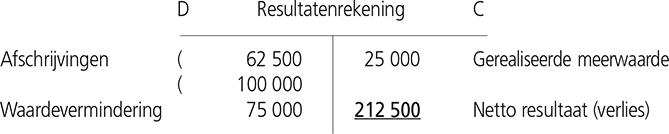 D Resultatenrekening C
Afschrijvingen ( 62 500 25 000 Gerealiseerde meerwaarde
( 100 000
Waardevermindering 75 000 212 500 Netto resultaat (verlies)